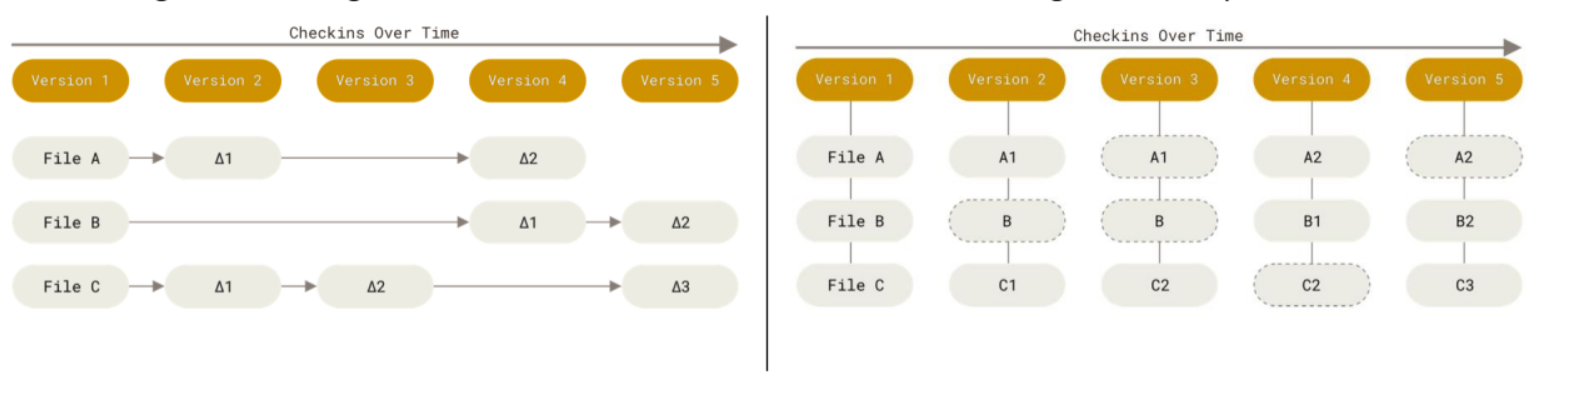 Checkins Over Time
Version 1 Version 2 Version 3 Version 4 Version 5
File A Δ1 Δ2
File B Δ1 Δ2
File C Δ1 Δ2 Δ3
Checkins Over Time
Version 1 Version 2 Version 3 Version 4 Version 5
File A A1 A1 A2 A2
File B B B B1 B2
File C C1 C2 C2 C3